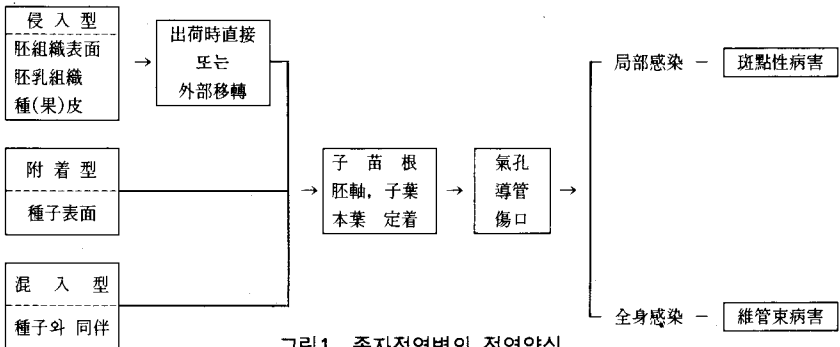 侵入型
胚組織表面
胚乳組織
種(果)皮
→
出荷時直接
또는
外部移轉
附着型
種子表面
混入型
種子와 同伴
→
子苗根
胚軸, 子葉
本葉 定着
→
氣孔
導管
傷口
→
局部感染 — 斑點性病害
全身感染 — 維管束病害
그림1. 종자전염병의 전염양식